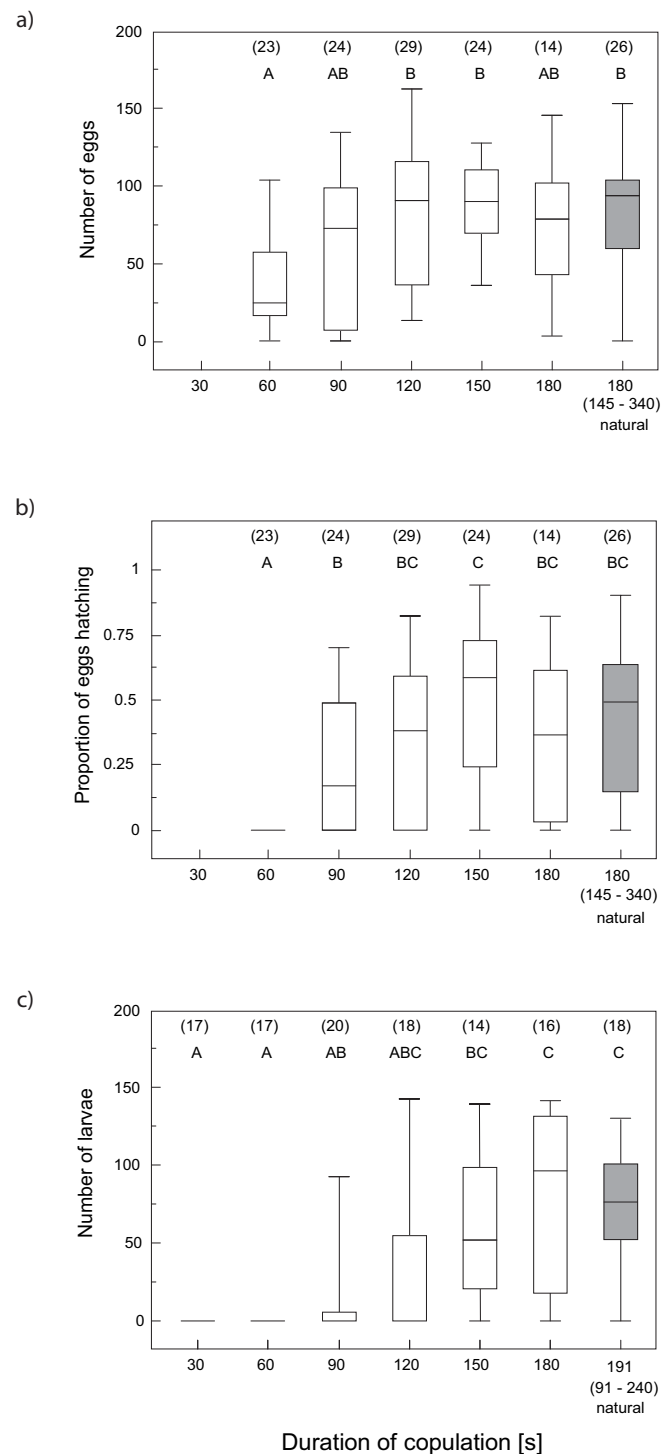 a)
200
150
100
50
0
Number of eggs
(23) (24) (29) (24) (14) (26)
A AB B B AB B
30 60 90 120 150 180 180
(145 - 340)
natural
b)
1
0.75
0.5
0.25
0
Proportion of eggs hatching
(23) (24) (29) (24) (14) (26)
A B BC C BC BC
30 60 90 120 150 180 180
(145 - 340)
natural
c)
200
150
100
50
0
Number of larvae
(17) (17) (20) (18) (14) (16) (18)
A A AB ABC BC C C
30 60 90 120 150 180 191
(91 - 240)
natural
Duration of copulation [s]